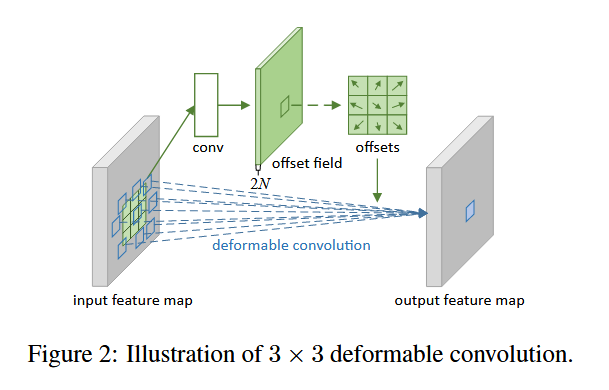 conv
offset field
offsets
2N
deformable convolution
input feature map
output feature map
Figure 2: Illustration of 3 × 3 deformable convolution.